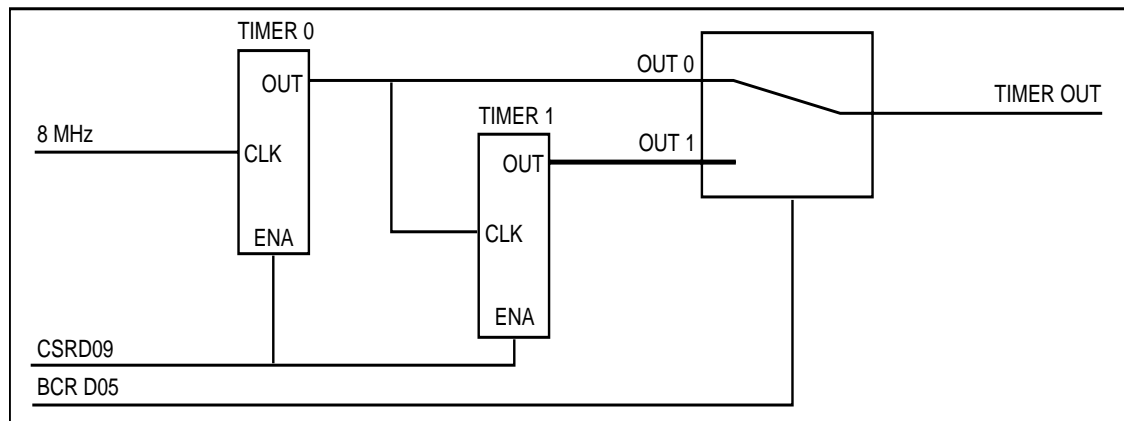 TIMER 0
OUT
OUT 0
TIMER OUT
TIMER 1
8 MHz
CLK
OUT
OUT 1
ENA
CLK
ENA
CSRD09
BCR D05